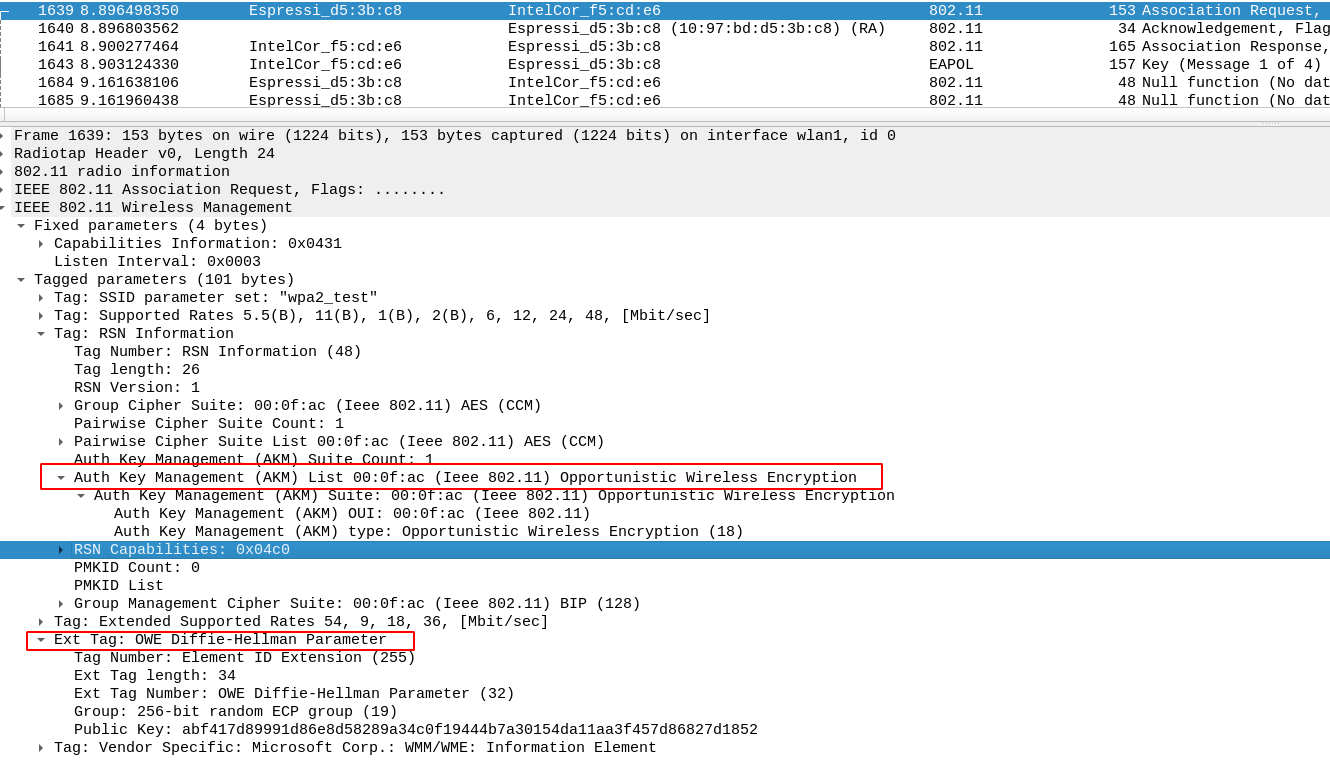 1639 8.896498350 Espressi_d5:3b:c8 IntelCor_f5:cd:e6 802.11 153 Association Request,
1640 8.896803562 Espressi_d5:3b:c8 (10:97:bd:d5:3b:c8) (RA) 802.11 34 Acknowledgement, Flag
1641 8.900277464 IntelCor_f5:cd:e6 Espressi_d5:3b:c8 802.11 165 Association Response,
1643 8.903124330 IntelCor_f5:cd:e6 Espressi_d5:3b:c8 EAPOL 157 Key (Message 1 of 4)
1684 9.161638106 Espressi_d5:3b:c8 IntelCor_f5:cd:e6 802.11 48 Null function (No dat
1685 9.161960438 Espressi_d5:3b:c8 IntelCor_f5:cd:e6 802.11 48 Null function (No dat
Frame 1639: 153 bytes on wire (1224 bits), 153 bytes captured (1224 bits) on interface wlan1, id 0
Radiotap Header v0, Length 24
802.11 radio information
IEEE 802.11 Association Request, Flags: ........
IEEE 802.11 Wireless Management
Fixed parameters (4 bytes)
Capabilities Information: 0x0431
Listen Interval: 0x0003
Tagged parameters (101 bytes)
Tag: SSID parameter set: "wpa2_test"
Tag: Supported Rates 5.5(B), 11(B), 1(B), 2(B), 6, 12, 24, 48, [Mbit/sec]
Tag: RSN Information
Tag Number: RSN Information (48)
Tag length: 26
RSN Version: 1
Group Cipher Suite: 00:0f:ac (Ieee 802.11) AES (CCM)
Pairwise Cipher Suite Count: 1
Pairwise Cipher Suite List 00:0f:ac (Ieee 802.11) AES (CCM)
Auth Key Management (AKM) Suite Count: 1
Auth Key Management (AKM) List 00:0f:ac (Ieee 802.11) Opportunistic Wireless Encryption
Auth Key Management (AKM) Suite: 00:0f:ac (Ieee 802.11) Opportunistic Wireless Encryption
Auth Key Management (AKM) OUI: 00:0f:ac (Ieee 802.11)
Auth Key Management (AKM) type: Opportunistic Wireless Encryption (18)
RSN Capabilities: 0x04c0
PMKID Count: 0
PMKID List
Group Management Cipher Suite: 00:0f:ac (Ieee 802.11) BIP (128)
Tag: Extended Supported Rates 54, 9, 18, 36, [Mbit/sec]
Ext Tag: OWE Diffie-Hellman Parameter
Tag Number: Element ID Extension (255)
Ext Tag length: 34
Ext Tag Number: OWE Diffie-Hellman Parameter (32)
Group: 256-bit random ECP group (19)
Public Key: abf417d89991d86e8d58289a34c0f19444b7a30154da11aa3f457d86827d1852
Tag: Vendor Specific: Microsoft Corp.: WMM/WME: Information Element